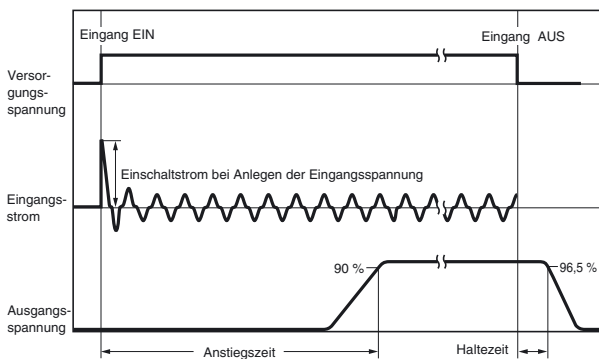 Eingang EIN
Eingang AUS
Versor-
gungs-
spannung
Einschaltstrom bei Anlegen der Eingangsspannung
Eingangs-
strom
90 %
96,5 %
Ausgangs-
spannung
Anstiegszeit
Haltezeit